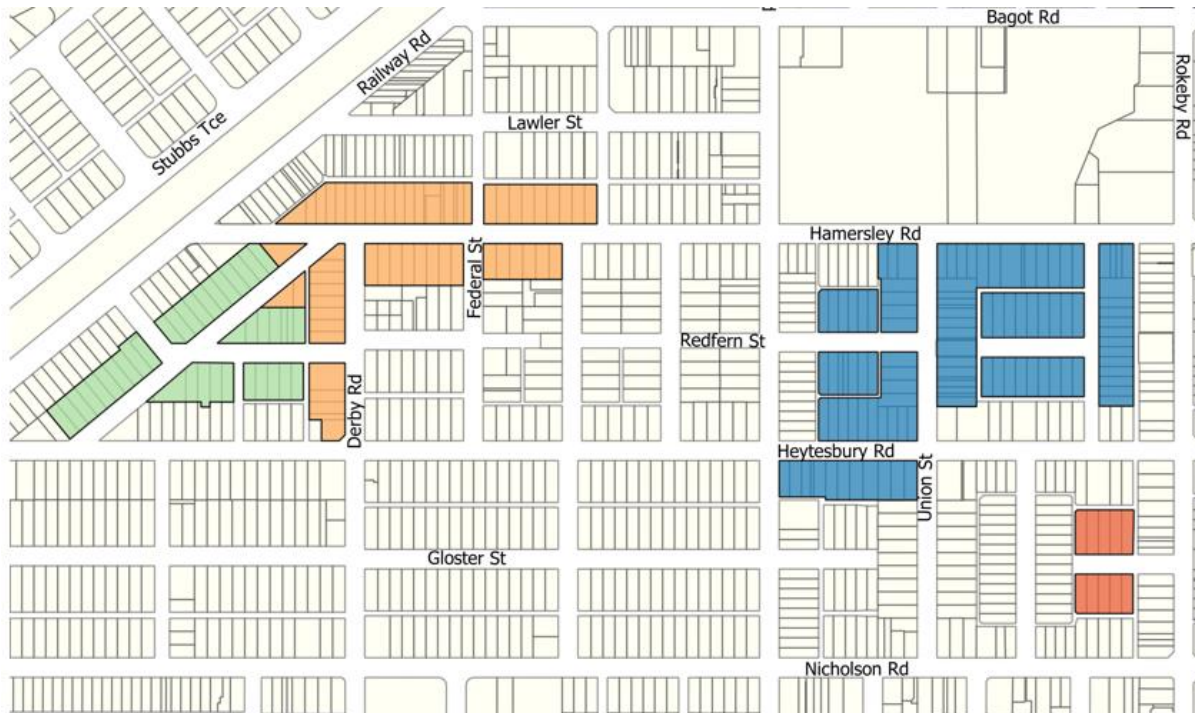 Bagot Rd
Railway Rd
Rokeby Rd
Stubbs Tce
Lawler St
Hamersley Rd
Federal St
Redfern St
Derby Rd
Heytesbury Rd
Union St
Gloster St
Nicholson Rd